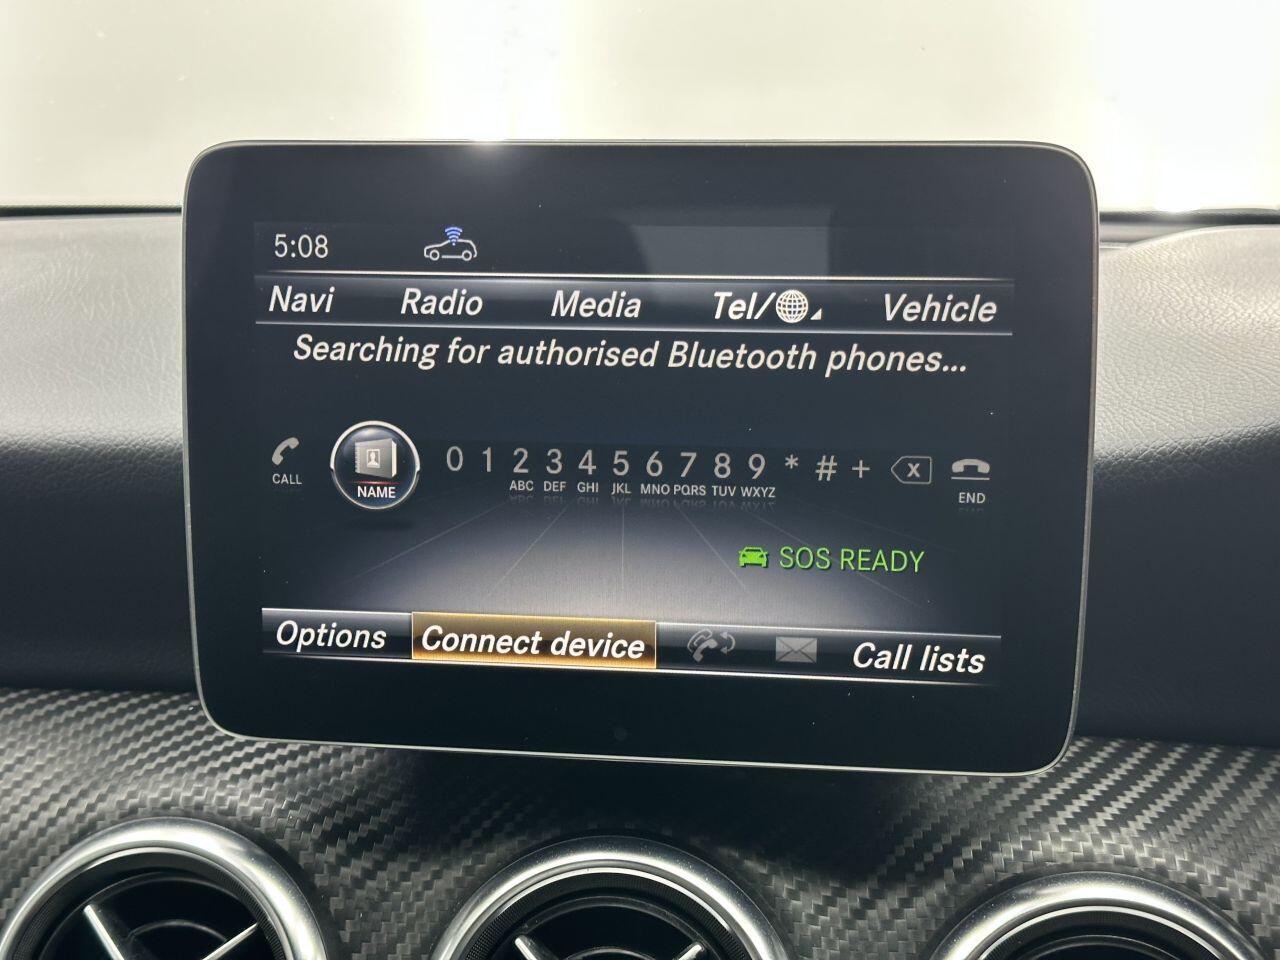 5:08
Navi Radio Media Tel/ Vehicle
Searching for authorised Bluetooth phones...
0 1 2 3 4 5 6 7 8 9 * # +
ABC DEF GHI JKL MNO PQRS TUV WXYZ
CALL NAME END
SOS READY
Options Connect device Call lists